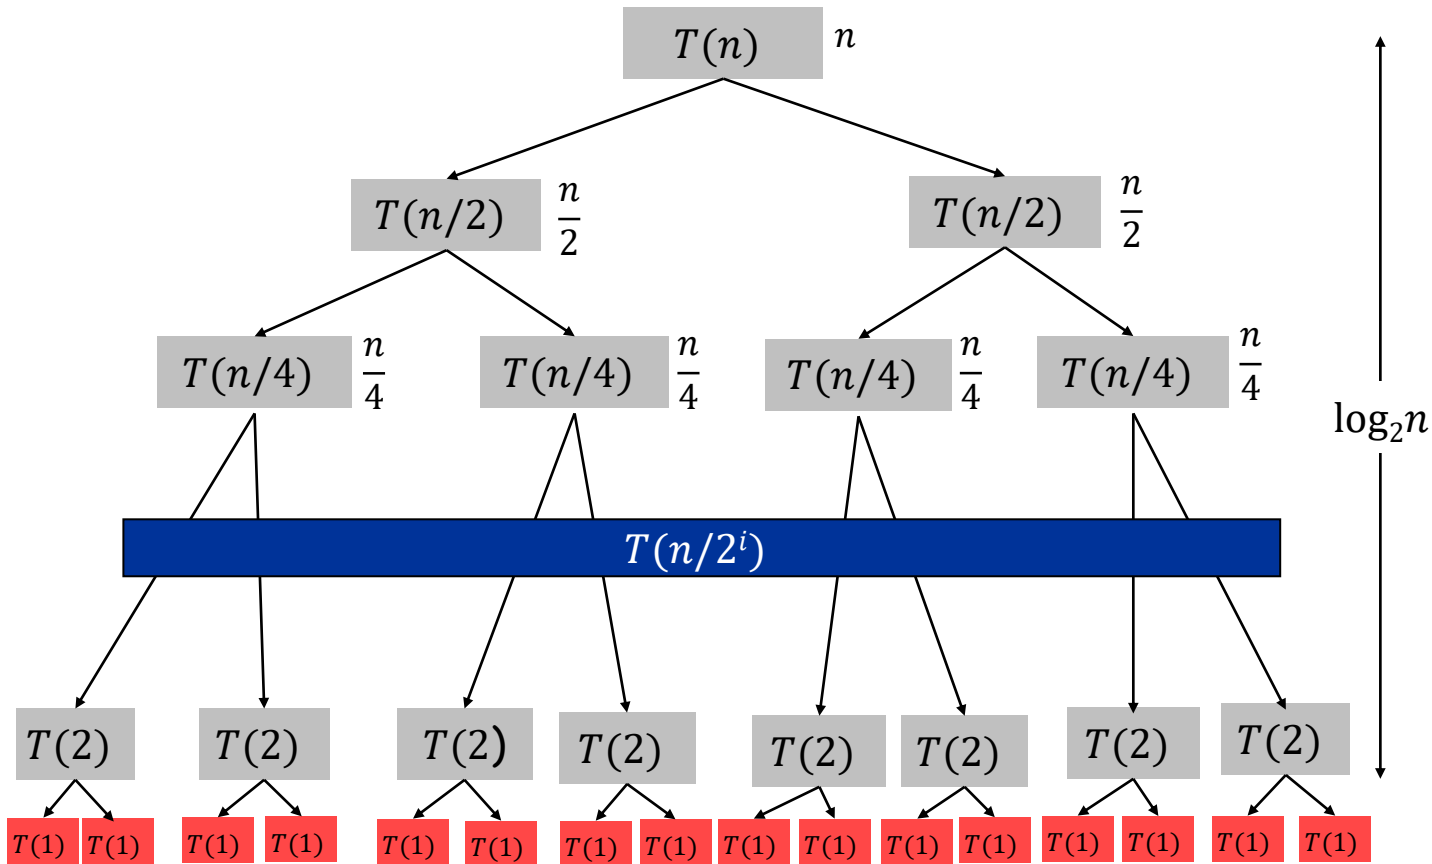 T(n) n
T(n/2) n/2 T(n/2) n/2
T(n/4) n/4 T(n/4) n/4 T(n/4) n/4 T(n/4) n/4
log₂n
T(n/2ⁱ)
T(2) T(2) T(2) T(2) T(2) T(2) T(2) T(2)
T(1) T(1) T(1) T(1) T(1) T(1) T(1) T(1) T(1) T(1) T(1) T(1) T(1) T(1) T(1) T(1)